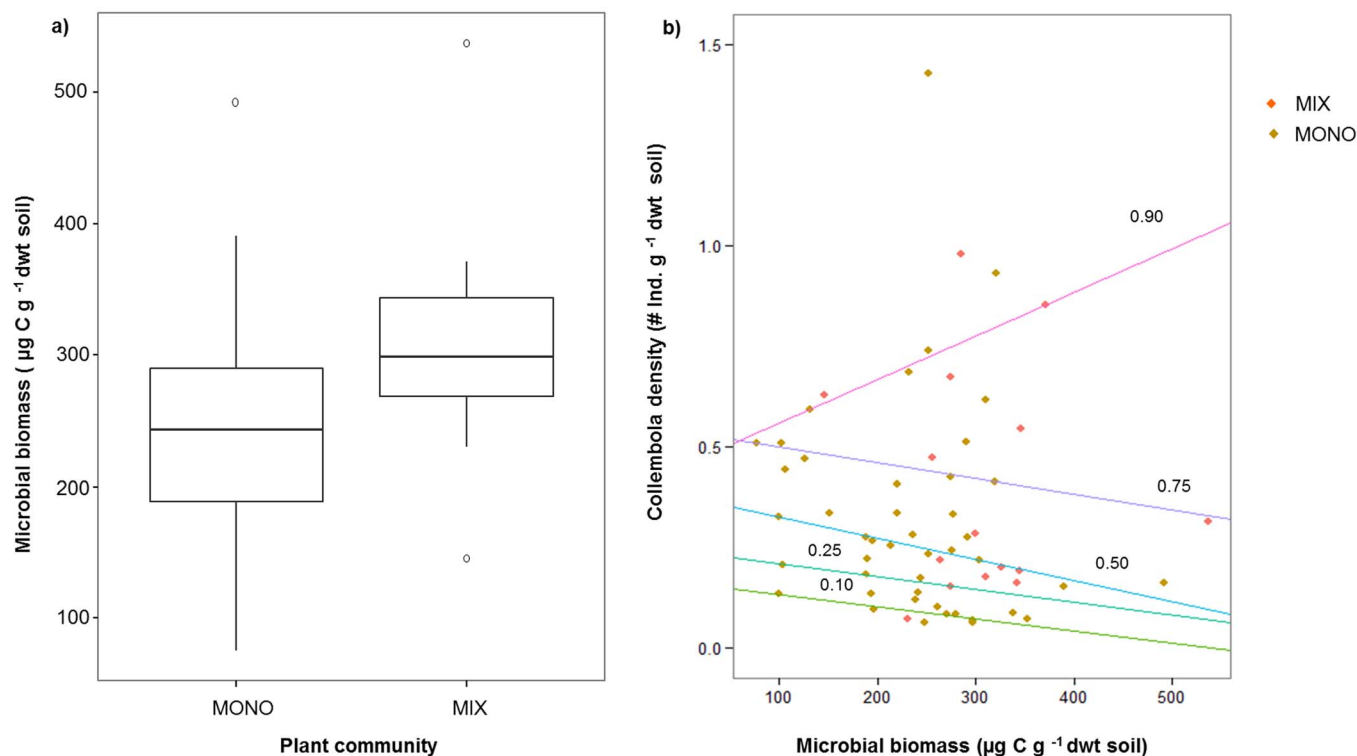 a)
500
400
300
200
100
Microbial biomass ( µg C g ⁻¹ dwt soil)
MONO MIX
Plant community
b)
1.5
1.0
0.5
0.0
Collembola density (# Ind. g ⁻¹ dwt soil)
0.90
0.75
0.50
0.25
0.10
100 200 300 400 500
Microbial biomass (µg C g ⁻¹ dwt soil)
MIX
MONO